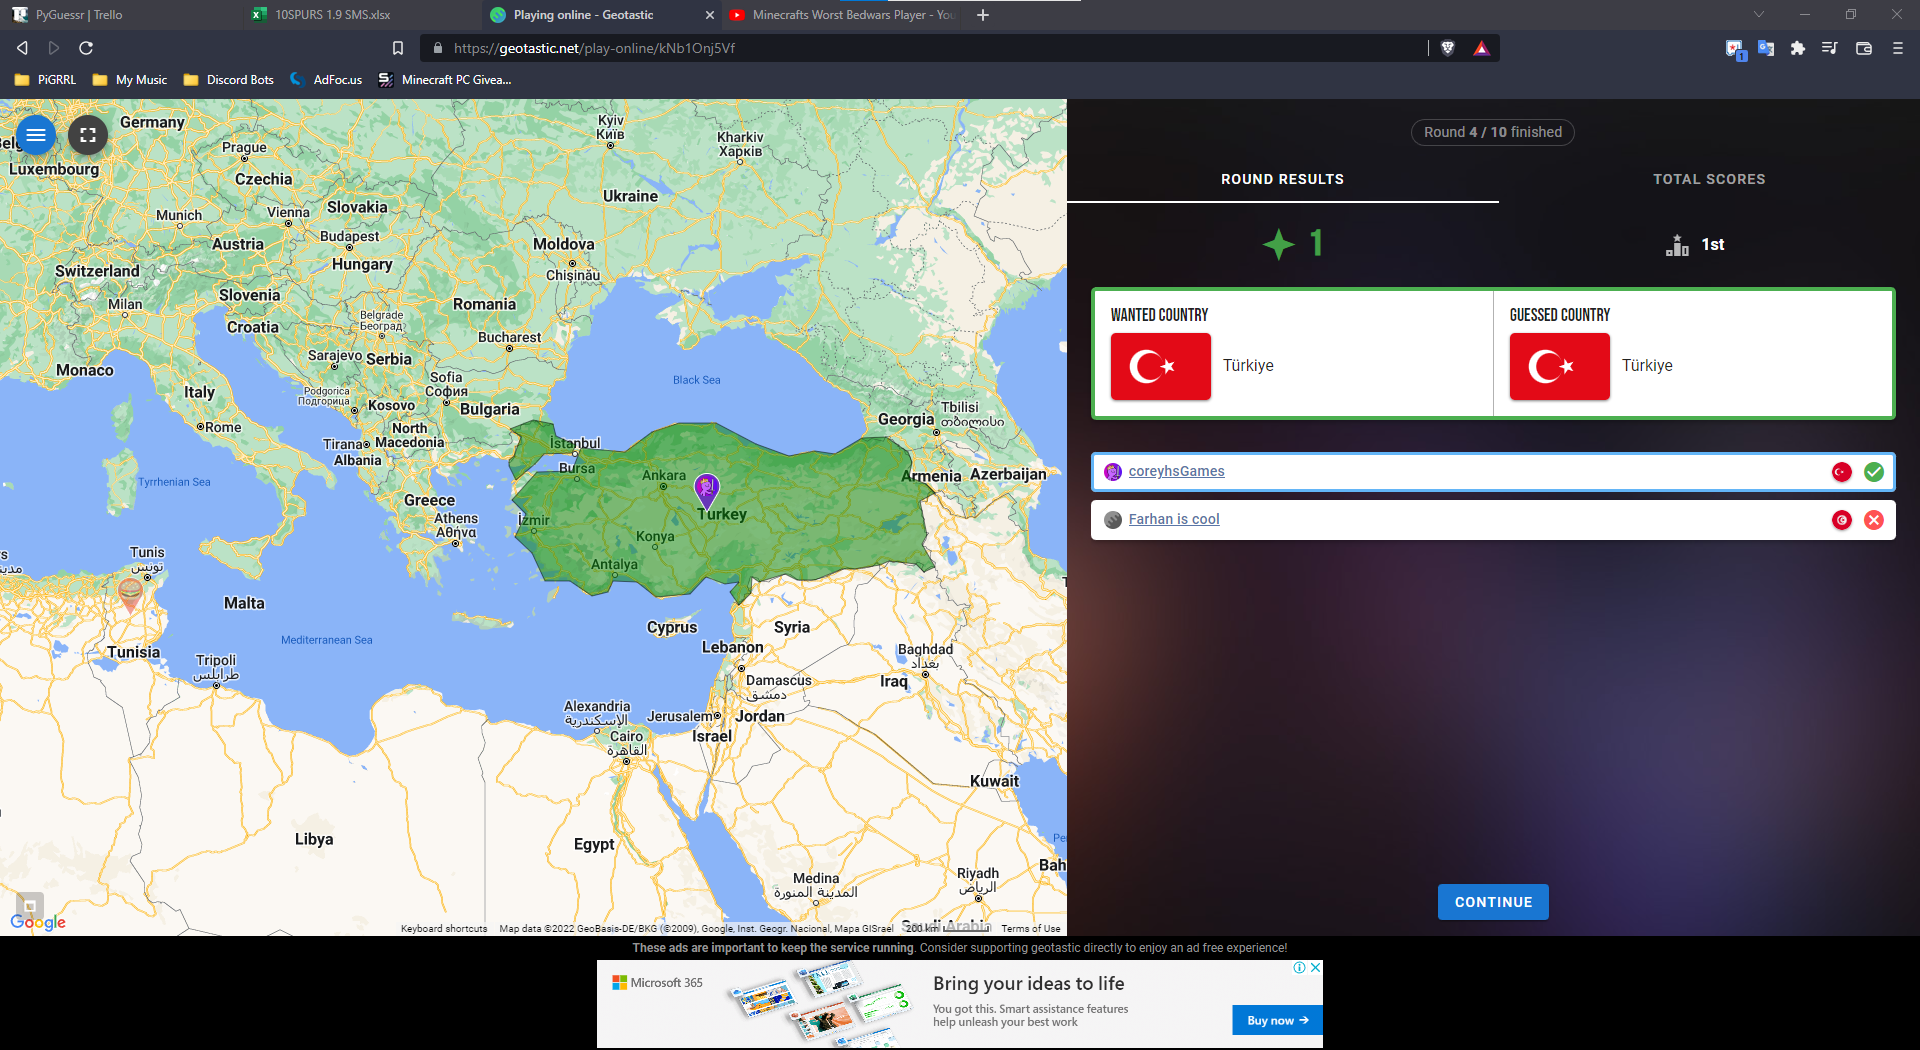 PyGuessr | Trello
10SPURS 1.9 SMS.xlsx
Playing online - Geotastic
Minecrafts Worst Bedwars Player - You
https://geotastic.net/play-online/kNb1Onj5Vf
1
PiGRRL
My Music
Discord Bots
AdFoc.us
Minecraft PC Givea...
Germany
Prague
Luxembourg
Czechia
Kyiv
Київ
Kharkiv
Харків
Ukraine
Munich
Vienna
Slovakia
Austria
Budapest
Moldova
Switzerland
Hungary
Chişinău
Milan
Slovenia
Romania
Croatia
Belgrade
Београд
Bucharest
Monaco
Sarajevo
Serbia
Italy
Sofia
София
Black Sea
Podgorica
Подгорица
Kosovo
Bulgaria
Georgia
Tbilisi
თბილისი
Rome
North
Macedonia
Tirana
Albania
İstanbul
Bursa
Ankara
Armenia
Azerbaijan
Tyrrhenian Sea
Greece
Turkey
Athens
Αθήνα
İzmir
Konya
Antalya
Tunis
تونس
Malta
Cyprus
Syria
Mediterranean Sea
Lebanon
Baghdad
بغداد
Tunisia
Tripoli
طرابلس
Damascus
دمشق
Iraq
Alexandria
الإسكندرية
Jerusalem
Jordan
Cairo
القاهرة
Israel
Kuwait
Libya
Egypt
Medina
المدينة المنورة
Riyadh
الرياض
Saudi Arabia
Google
Keyboard shortcuts
Map data ©2022 GeoBasis-DE/BKG (©2009), Google, Inst. Geogr. Nacional, Mapa GISrael
200 km
Terms of Use
Round 4 / 10 finished
ROUND RESULTS
TOTAL SCORES
1
1st
WANTED COUNTRY
GUESSED COUNTRY
Türkiye
Türkiye
coreyhsGames
Farhan is cool
CONTINUE
These ads are important to keep the service running. Consider supporting geotastic directly to enjoy an ad free experience!
Microsoft 365
Bring your ideas to life
You got this. Smart assistance features
help unleash your best work
Buy now →